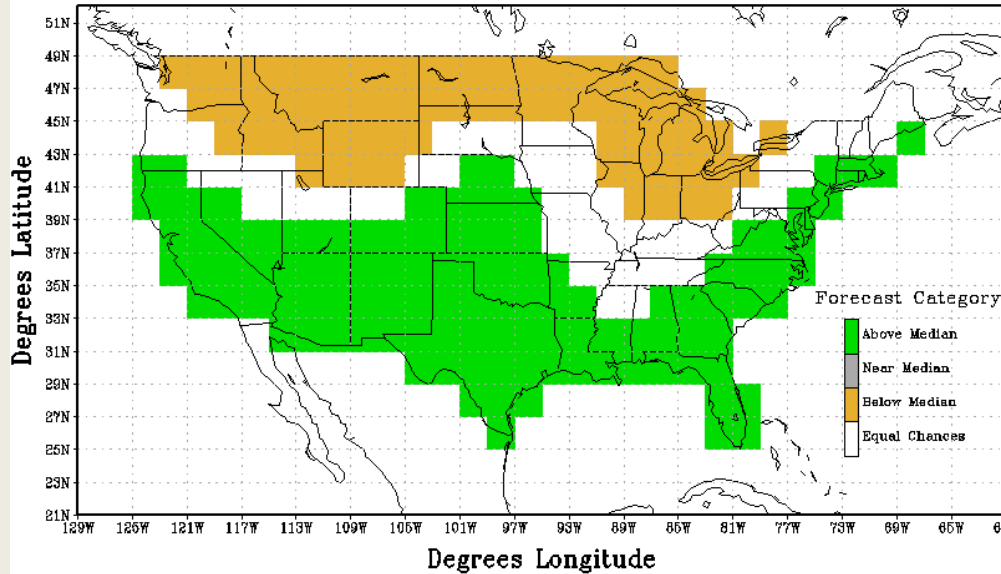 51N
49N
47N
45N
43N
41N
39N
37N
35N
33N
31N
29N
27N
25N
23N
21N
Degrees Latitude
Forecast Category
Above Median
Near Median
Below Median
Equal Chances
129W 125W 121W 117W 113W 109W 105W 101W 97W 93W 89W 85W 81W 77W 73W 69W 65W 6
Degrees Longitude